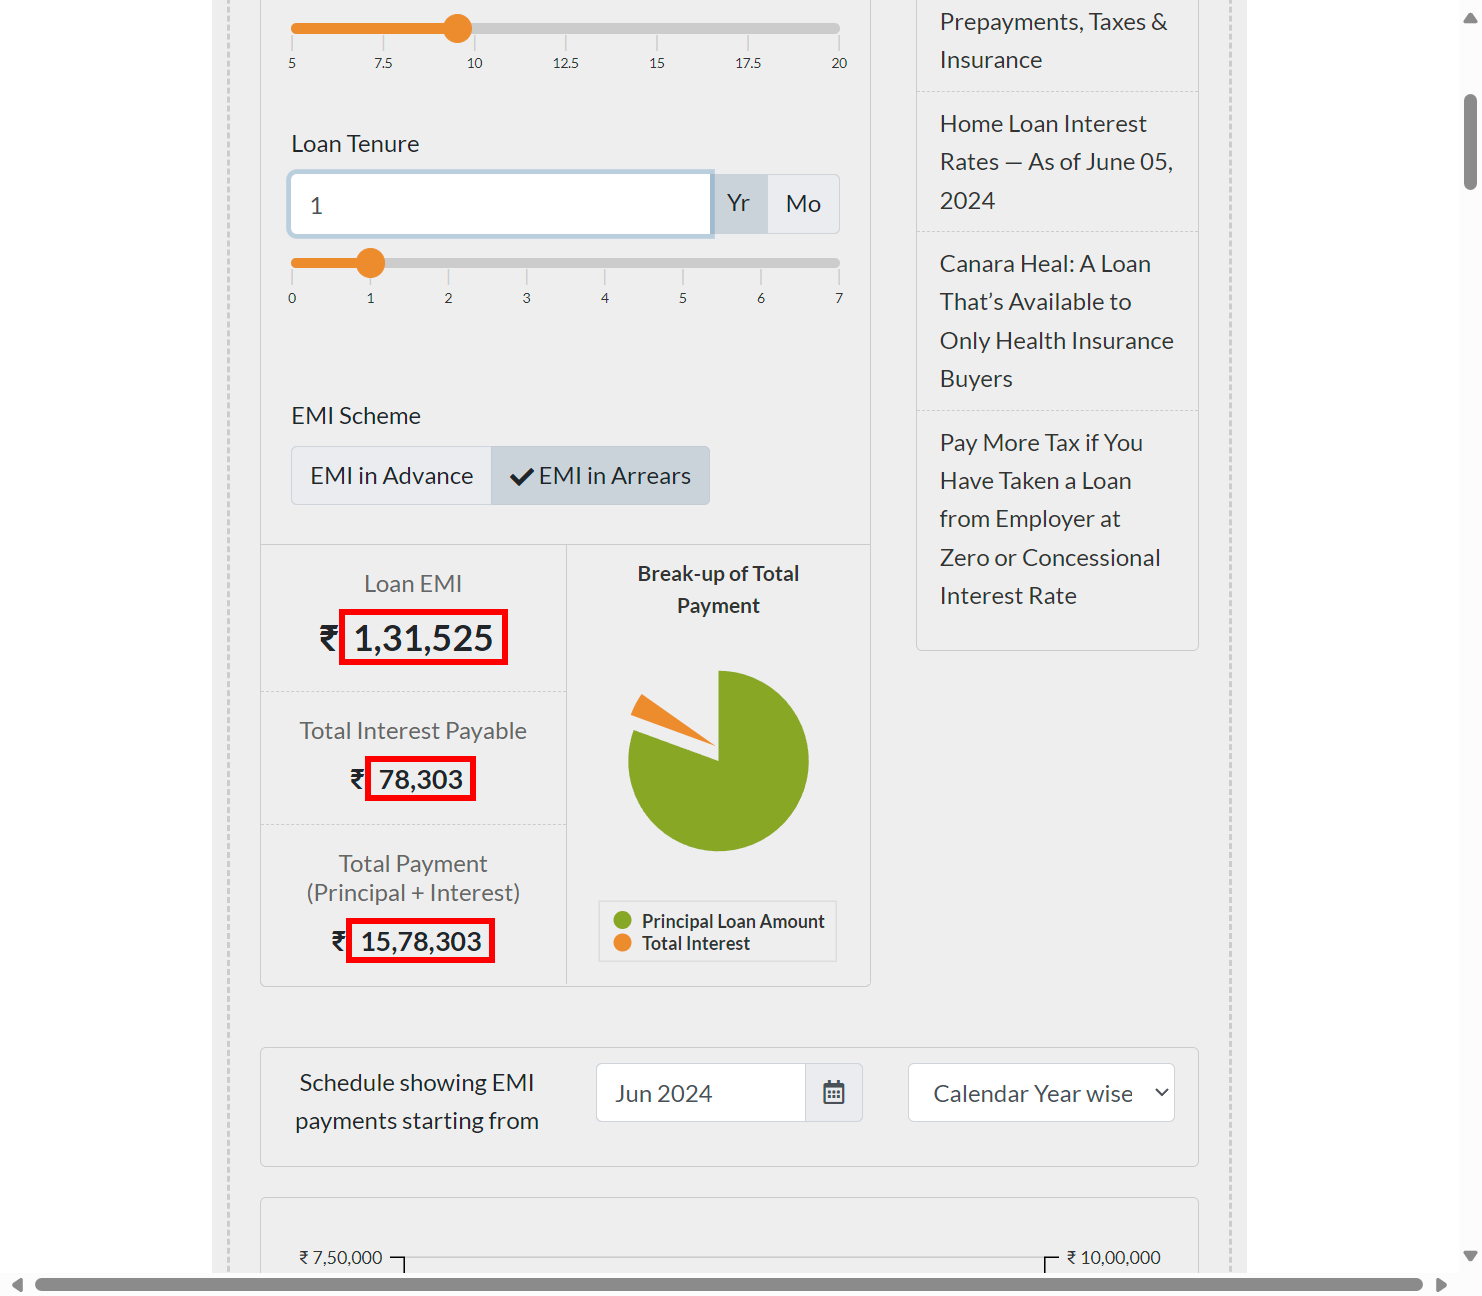 5 7.5 10 12.5 15 17.5 20
Loan Tenure
1 Yr Mo
0 1 2 3 4 5 6 7
EMI Scheme
EMI in Advance EMI in Arrears
Loan EMI
₹ 1,31,525
Total Interest Payable
₹ 78,303
Total Payment
(Principal + Interest)
₹ 15,78,303
Break-up of Total
Payment
Principal Loan Amount
Total Interest
Schedule showing EMI
payments starting from
Jun 2024
Calendar Year wise
₹ 7,50,000
₹ 10,00,000
Prepayments, Taxes &
Insurance
Home Loan Interest
Rates — As of June 05,
2024
Canara Heal: A Loan
That’s Available to
Only Health Insurance
Buyers
Pay More Tax if You
Have Taken a Loan
from Employer at
Zero or Concessional
Interest Rate